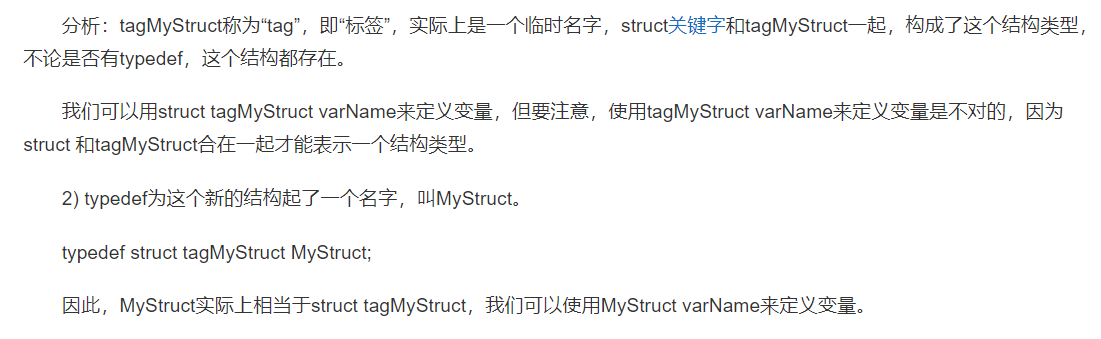 分析：tagMyStruct称为“tag”，即“标签”，实际上是一个临时名字，struct关键字和tagMyStruct一起，构成了这个结构类型，
不论是否有typedef，这个结构都存在。
我们可以用struct tagMyStruct varName来定义变量，但要注意，使用tagMyStruct varName来定义变量是不对的，因为
struct 和tagMyStruct合在一起才能表示一个结构类型。
2) typedef为这个新的结构起了一个名字，叫MyStruct。
typedef struct tagMyStruct MyStruct;
因此，MyStruct实际上相当于struct tagMyStruct，我们可以使用MyStruct varName来定义变量。